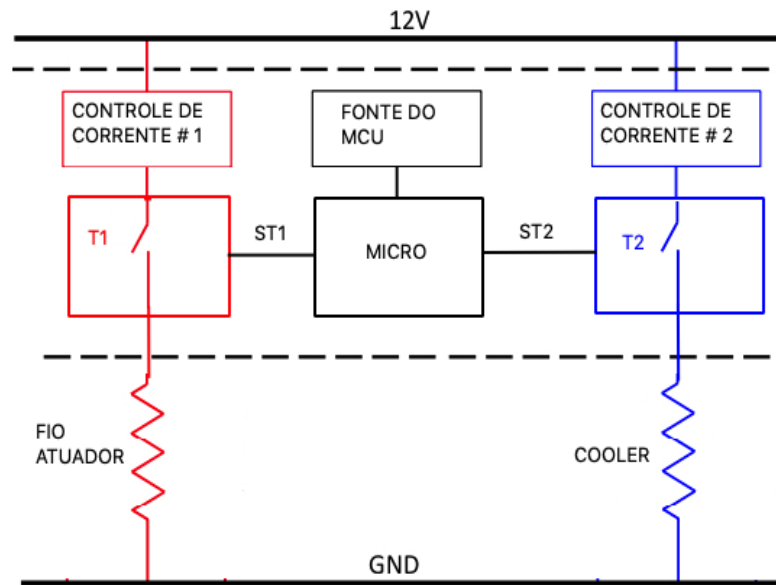 12V
CONTROLE DE
CORRENTE # 1
FONTE DO
MCU
CONTROLE DE
CORRENTE # 2
T1
ST1
MICRO
ST2
T2
FIO
ATUADOR
COOLER
GND